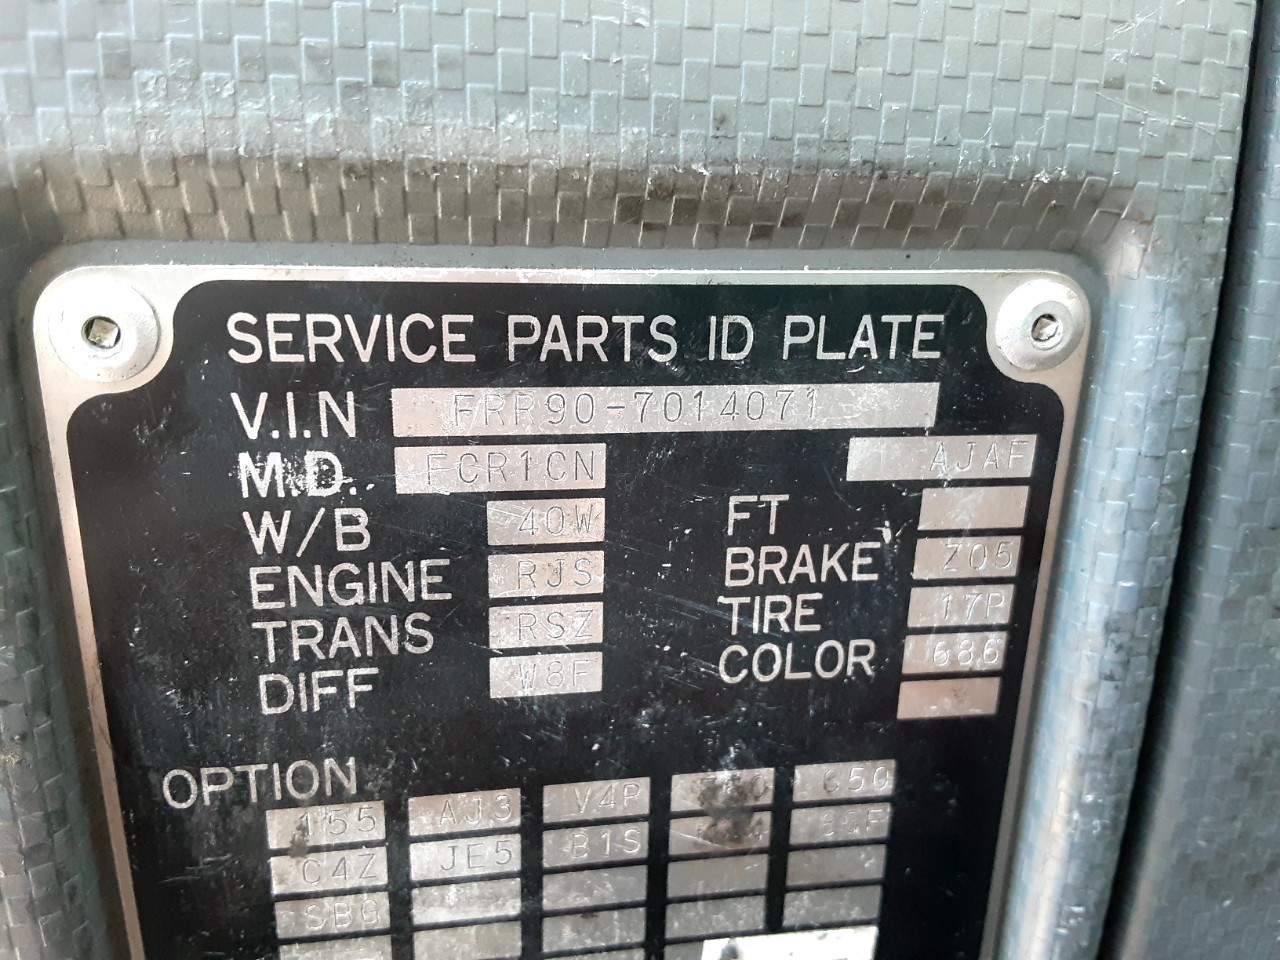 SERVICE PARTS ID PLATE
V.I.N FRR90-7014071
M.D. FCR1CN AJAF
W/B 40W FT
ENGINE RJS BRAKE Z05
TRANS RSZ TIRE 17P
DIFF W8F COLOR 686
OPTION
155 AJ3 V4P 650
C4Z JE5 B1S
SBG